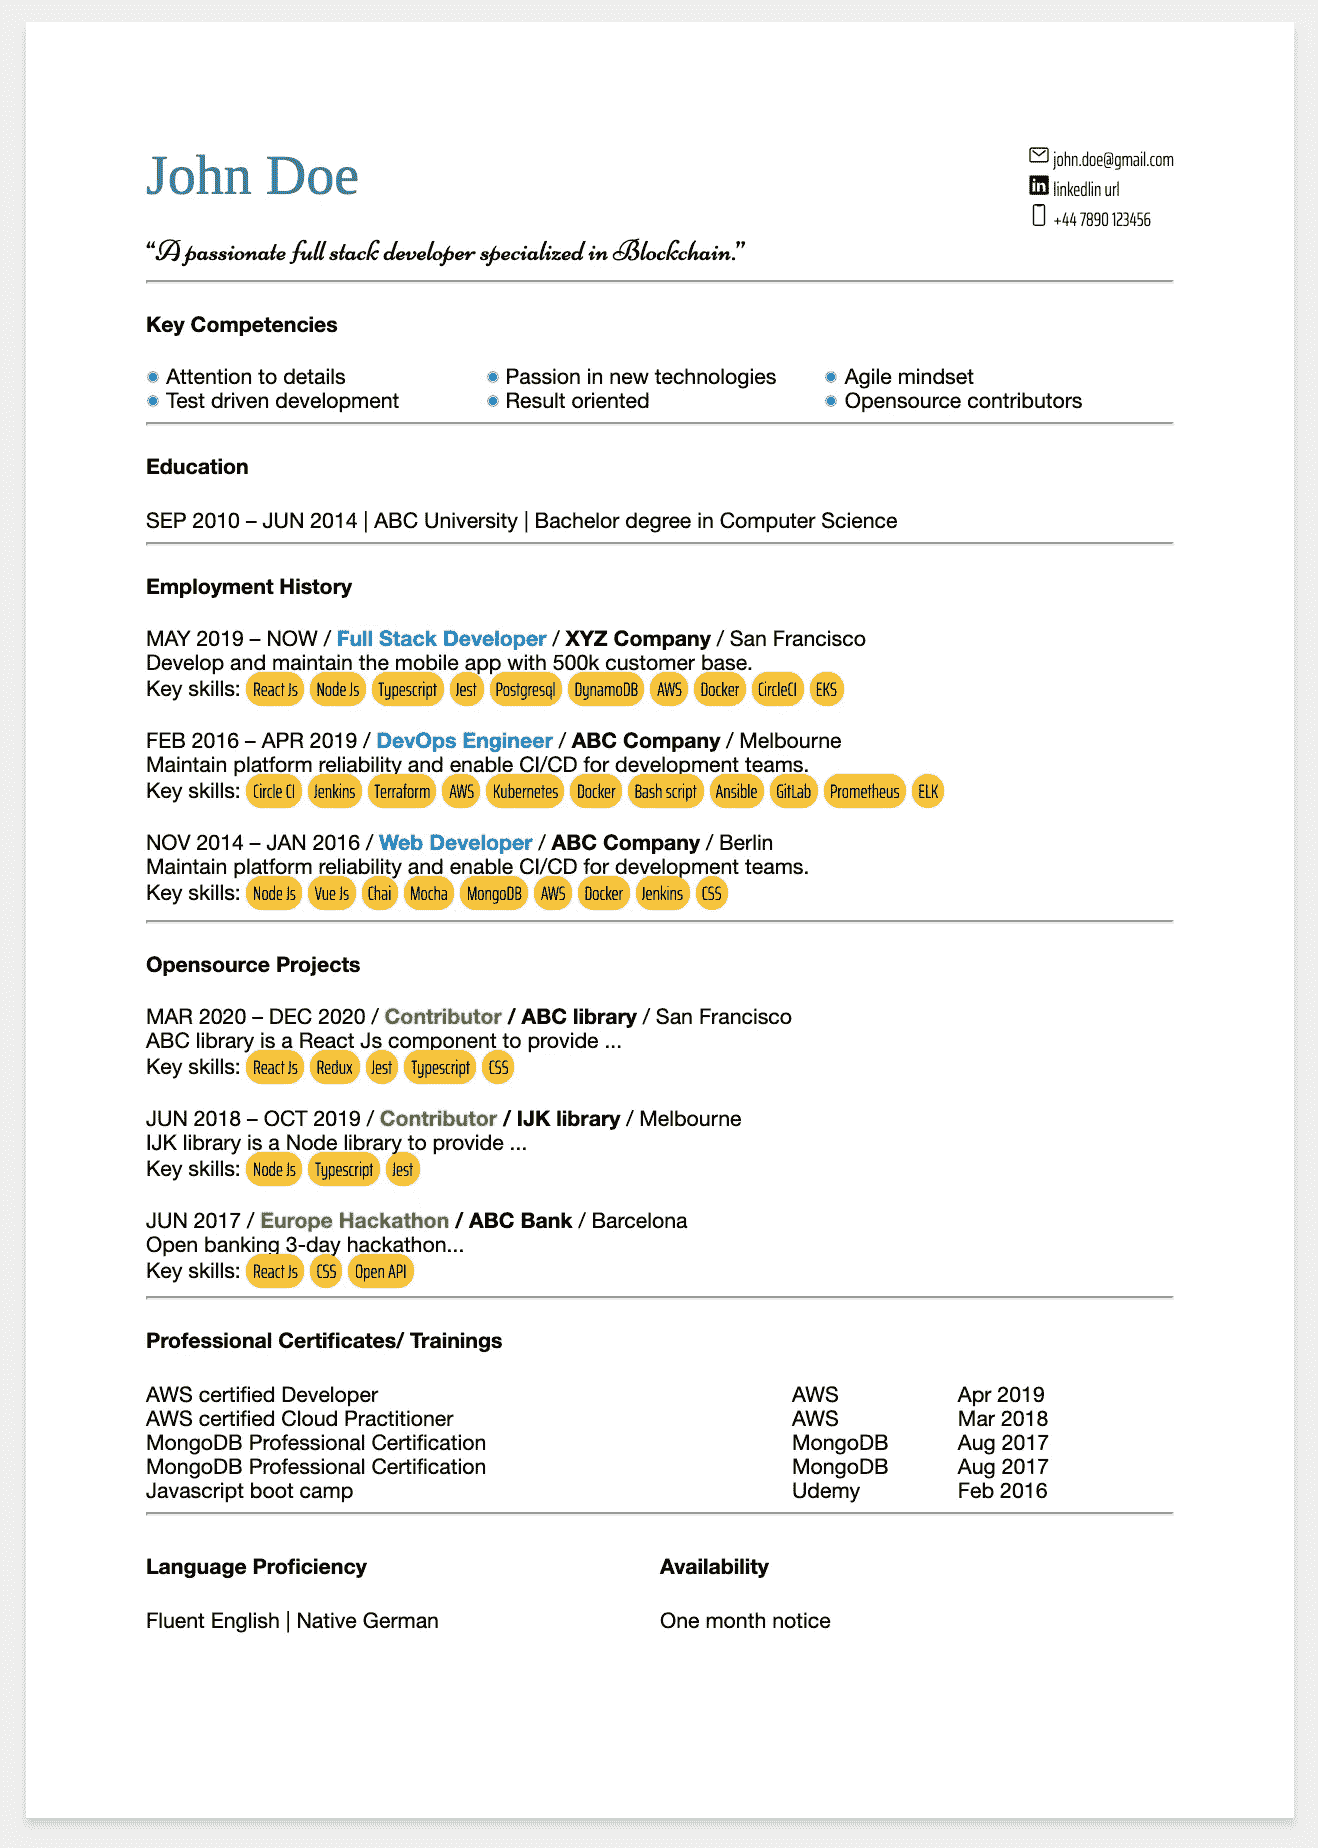 John Doe
john.doe@gmail.com
linkedlin url
+44 7890 123456
“A passionate full stack developer specialized in Blockchain.”
Key Competencies
Attention to details Passion in new technologies Agile mindset
Test driven development Result oriented Opensource contributors
Education
SEP 2010 – JUN 2014 | ABC University | Bachelor degree in Computer Science
Employment History
MAY 2019 – NOW / Full Stack Developer / XYZ Company / San Francisco
Develop and maintain the mobile app with 500k customer base.
Key skills: React Js Node Js Typescript Jest Postgresql DynamoDB AWS Docker CircleCI EKS
FEB 2016 – APR 2019 / DevOps Engineer / ABC Company / Melbourne
Maintain platform reliability and enable CI/CD for development teams.
Key skills: Circle CI Jenkins Terraform AWS Kubernetes Docker Bash script Ansible GitLab Prometheus ELK
NOV 2014 – JAN 2016 / Web Developer / ABC Company / Berlin
Maintain platform reliability and enable CI/CD for development teams.
Key skills: Node Js Vue Js Chai Mocha MongoDB AWS Docker Jenkins CSS
Opensource Projects
MAR 2020 – DEC 2020 / Contributor / ABC library / San Francisco
ABC library is a React Js component to provide ...
Key skills: React Js Redux Jest Typescript CSS
JUN 2018 – OCT 2019 / Contributor / IJK library / Melbourne
IJK library is a Node library to provide ...
Key skills: Node Js Typescript Jest
JUN 2017 / Europe Hackathon / ABC Bank / Barcelona
Open banking 3-day hackathon...
Key skills: React Js CSS Open API
Professional Certificates/ Trainings
AWS certified Developer AWS Apr 2019
AWS certified Cloud Practitioner AWS Mar 2018
MongoDB Professional Certification MongoDB Aug 2017
MongoDB Professional Certification MongoDB Aug 2017
Javascript boot camp Udemy Feb 2016
Language Proficiency Availability
Fluent English | Native German One month notice